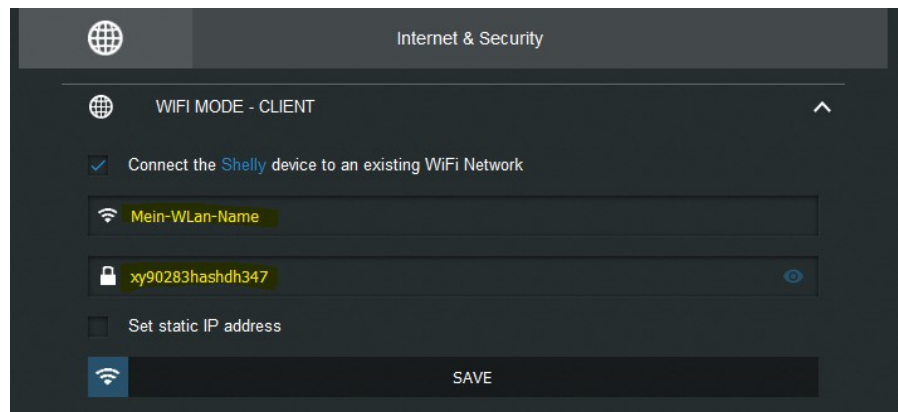 Internet & Security
WIFI MODE - CLIENT
Connect the Shelly device to an existing WiFi Network
Mein-WLan-Name
xy90283hashdh347
Set static IP address
SAVE